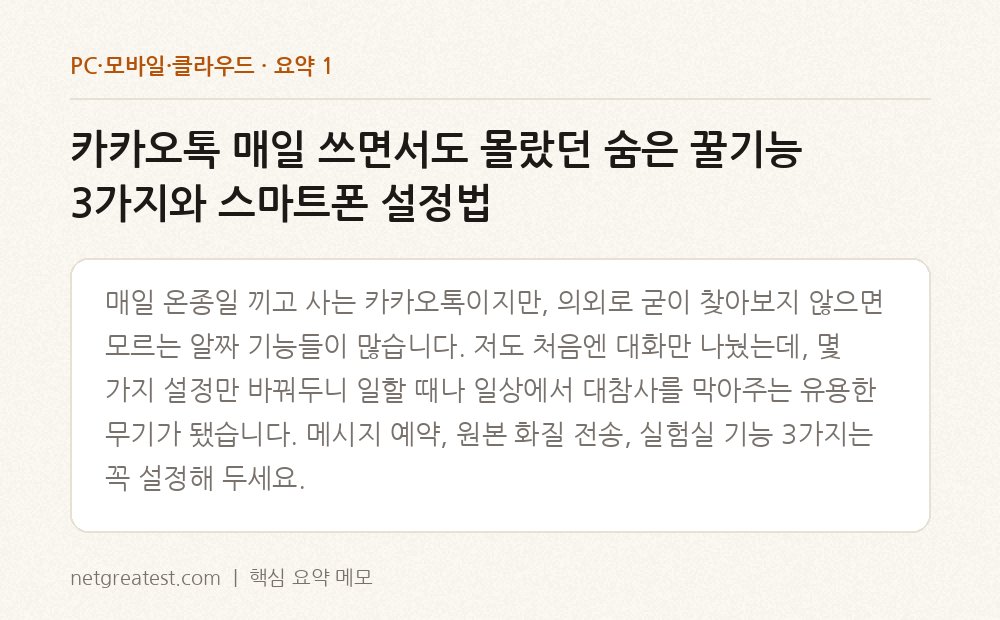 PC·모바일·클라우드 · 요약 1
카카오톡 매일 쓰면서도 몰랐던 숨은 꿀기능
3가지와 스마트폰 설정법
매일 온종일 끼고 사는 카카오톡이지만, 의외로 굳이 찾아보지 않으면
모르는 알짜 기능들이 많습니다. 저도 처음엔 대화만 나눴는데, 몇
가지 설정만 바꿔두니 일할 때나 일상에서 대참사를 막아주는 유용한
무기가 됐습니다. 메시지 예약, 원본 화질 전송, 실험실 기능 3가지는
꼭 설정해 두세요.
netgreatest.com | 핵심 요약 메모